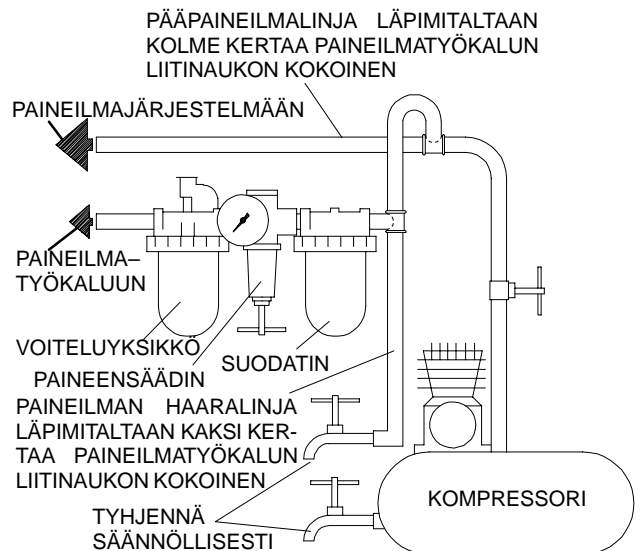 PÄÄPAINEILMALINJA LÄPIMITALTAAN
KOLME KERTAA PAINEILMATYÖKALUN
LIITINAUKON KOKOINEN
PAINEILMAJÄRJESTELMÄÄN
PAINEILMA–
TYÖKALUUN
VOITELUYKSIKKÖ
SUODATIN
PAINEENSÄÄDIN
PAINEILMAN HAARALINJA
LÄPIMITALTAAN KAKSI KER-
TAA PAINEILMATYÖKALUN
LIITINAUKON KOKOINEN
KOMPRESSORI
TYHJENNÄ
SÄÄNNÖLLISESTI